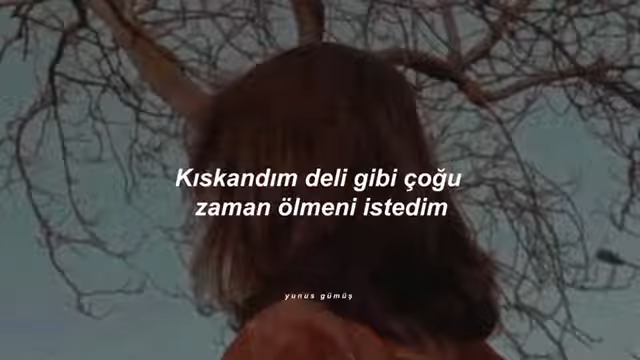 Kıskandım deli gibi çoğu
zaman ölmeni istedim
yunus gümüş